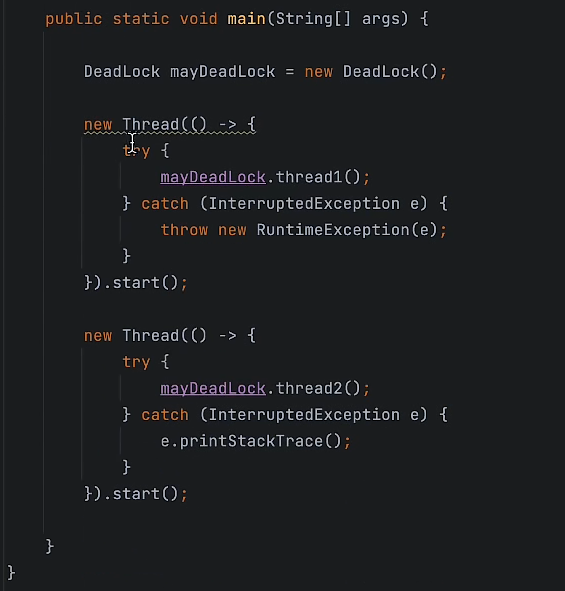 public static void main(String[] args) {
DeadLock mayDeadLock = new DeadLock();
new Thread(() -> {
try {
mayDeadLock.thread1();
} catch (InterruptedException e) {
throw new RuntimeException(e);
}
}).start();
new Thread(() -> {
try {
mayDeadLock.thread2();
} catch (InterruptedException e) {
e.printStackTrace();
}
}).start();
}
}